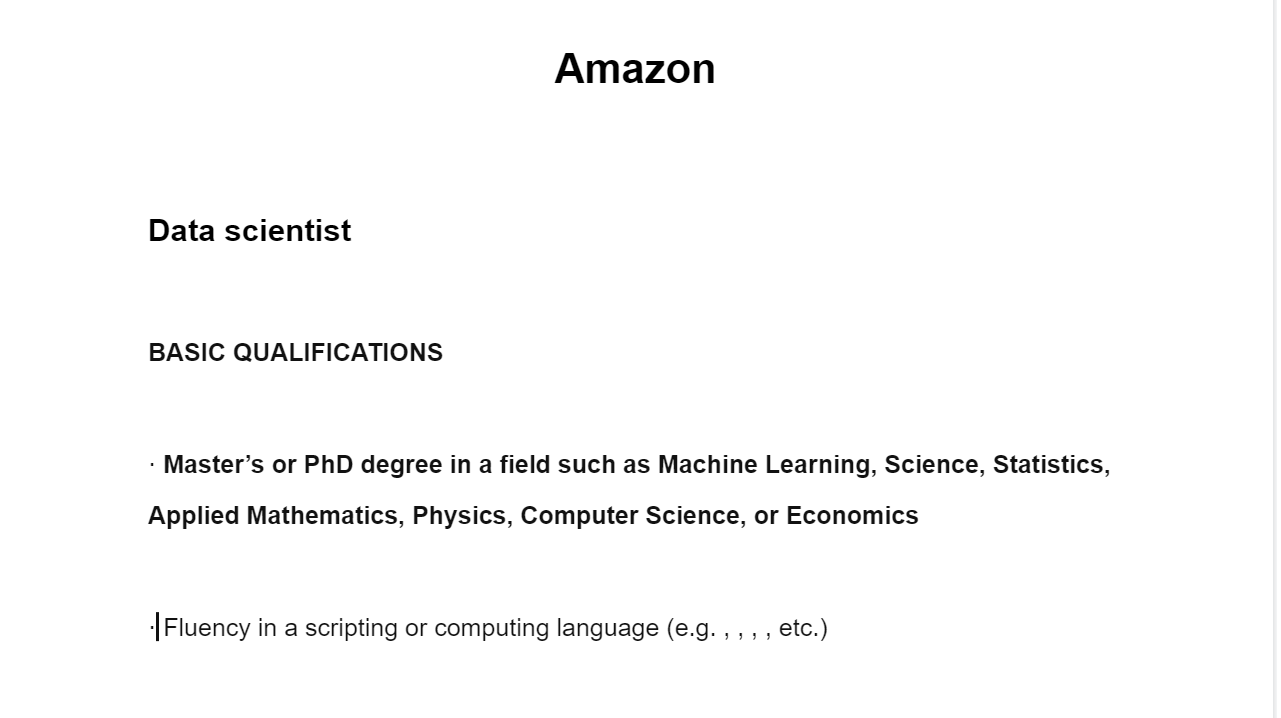 Amazon
Data scientist
BASIC QUALIFICATIONS
· Master’s or PhD degree in a field such as Machine Learning, Science, Statistics,
Applied Mathematics, Physics, Computer Science, or Economics
· Fluency in a scripting or computing language (e.g. , , , , etc.)